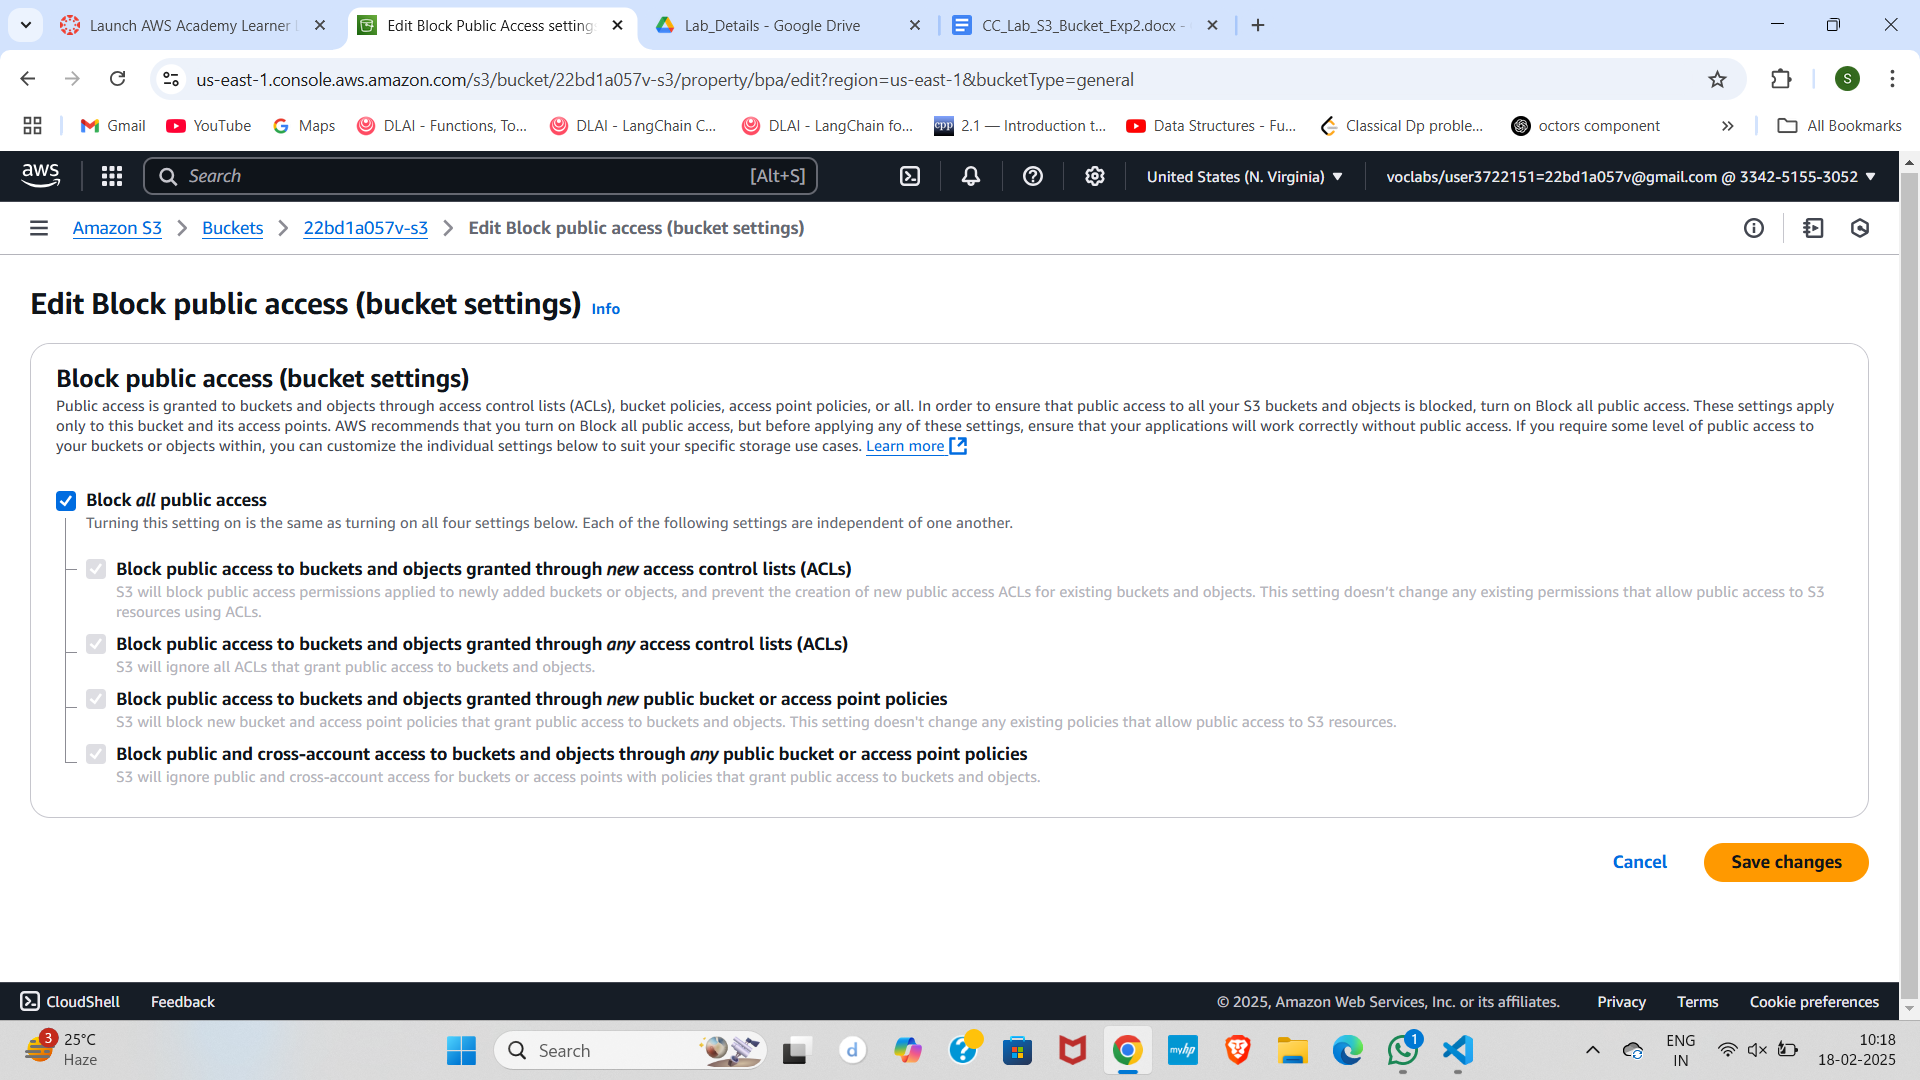 Launch AWS Academy Learner L
Edit Block Public Access setting
Lab_Details - Google Drive
CC_Lab_S3_Bucket_Exp2.docx -
us-east-1.console.aws.amazon.com/s3/bucket/22bd1a057v-s3/property/bpa/edit?region=us-east-1&bucketType=general
S
Gmail
YouTube
Maps
DLAI - Functions, To...
DLAI - LangChain C...
DLAI - LangChain fo...
cpp
2.1 — Introduction t...
Data Structures - Fu...
Classical Dp proble...
octors component
All Bookmarks
aws
Search
[Alt+S]
United States (N. Virginia)
voclabs/user3722151=22bd1a057v@gmail.com @ 3342-5155-3052
Amazon S3
Buckets
22bd1a057v-s3
Edit Block public access (bucket settings)
Edit Block public access (bucket settings) Info
Block public access (bucket settings)
Public access is granted to buckets and objects through access control lists (ACLs), bucket policies, access point policies, or all. In order to ensure that public access to all your S3 buckets and objects is blocked, turn on Block all public access. These settings apply
only to this bucket and its access points. AWS recommends that you turn on Block all public access, but before applying any of these settings, ensure that your applications will work correctly without public access. If you require some level of public access to
your buckets or objects within, you can customize the individual settings below to suit your specific storage use cases. Learn more
Block all public access
Turning this setting on is the same as turning on all four settings below. Each of the following settings are independent of one another.
Block public access to buckets and objects granted through new access control lists (ACLs)
S3 will block public access permissions applied to newly added buckets or objects, and prevent the creation of new public access ACLs for existing buckets and objects. This setting doesn't change any existing permissions that allow public access to S3
resources using ACLs.
Block public access to buckets and objects granted through any access control lists (ACLs)
S3 will ignore all ACLs that grant public access to buckets and objects.
Block public access to buckets and objects granted through new public bucket or access point policies
S3 will block new bucket and access point policies that grant public access to buckets and objects. This setting doesn't change any existing policies that allow public access to S3 resources.
Block public and cross-account access to buckets and objects through any public bucket or access point policies
S3 will ignore public and cross-account access for buckets or access points with policies that grant public access to buckets and objects.
Cancel
Save changes
CloudShell
Feedback
© 2025, Amazon Web Services, Inc. or its affiliates.
Privacy
Terms
Cookie preferences
3
25°C
Haze
Search
d
myhp
1
ENG
IN
10:18
18-02-2025